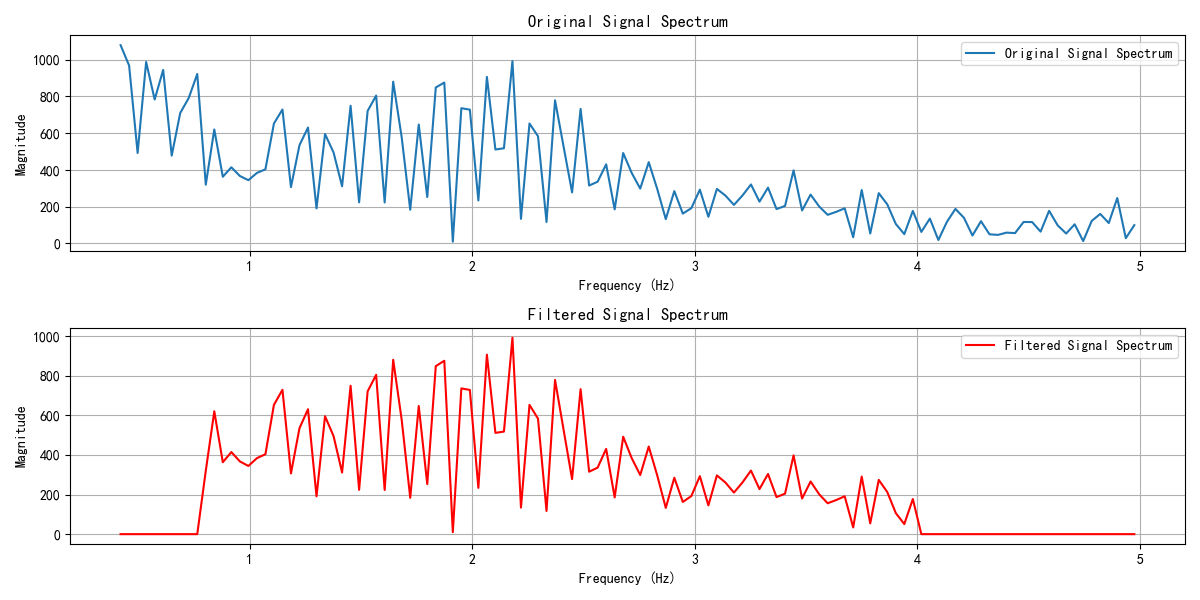 Original Signal Spectrum
Original Signal Spectrum
Magnitude
1000
800
600
400
200
0
1 2 3 4 5
Frequency (Hz)
Filtered Signal Spectrum
Filtered Signal Spectrum
Magnitude
1000
800
600
400
200
0
1 2 3 4 5
Frequency (Hz)